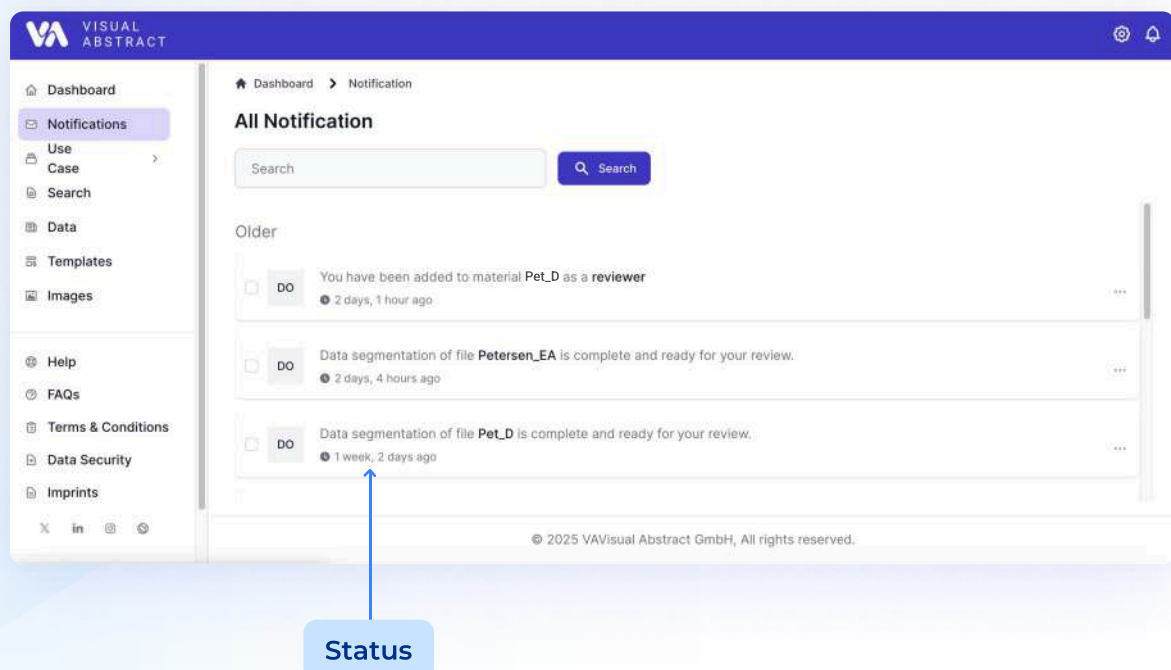 VISUAL
ABSTRACT
Dashboard
Notifications
Use
Case
Search
Data
Templates
Images
Help
FAQs
Terms & Conditions
Data Security
Imprints
Dashboard > Notification
All Notification
Search
Search
Older
DO
You have been added to material Pet_D as a reviewer
2 days, 1 hour ago
...
DO
Data segmentation of file Petersen_EA is complete and ready for your review.
2 days, 4 hours ago
...
DO
Data segmentation of file Pet_D is complete and ready for your review.
1 week, 2 days ago
...
© 2025 VAVisual Abstract GmbH, All rights reserved.
Status